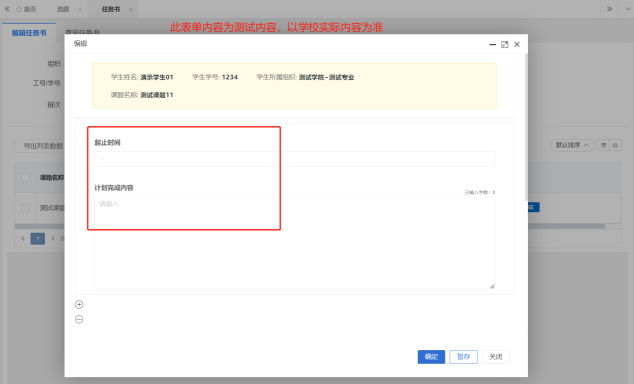 首页 选题 任务书
编辑任务书 查阅任务书
此表单内容为测试内容，以学校实际内容为准
编辑
组织
工号/学号
届次
学生姓名: 演示学生01 学生学号: 1234 学生所属组织: 测试学院--测试专业
课题名称: 测试课题11
起止时间
-
导出列表数据
默认排序
计划完成内容
已输入字数：0
请输入
课题名称
测试课题
1
确定 暂存 关闭